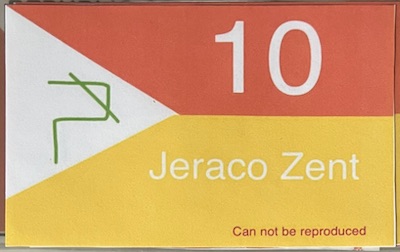 10
Jeraco Zent
Can not be reproduced